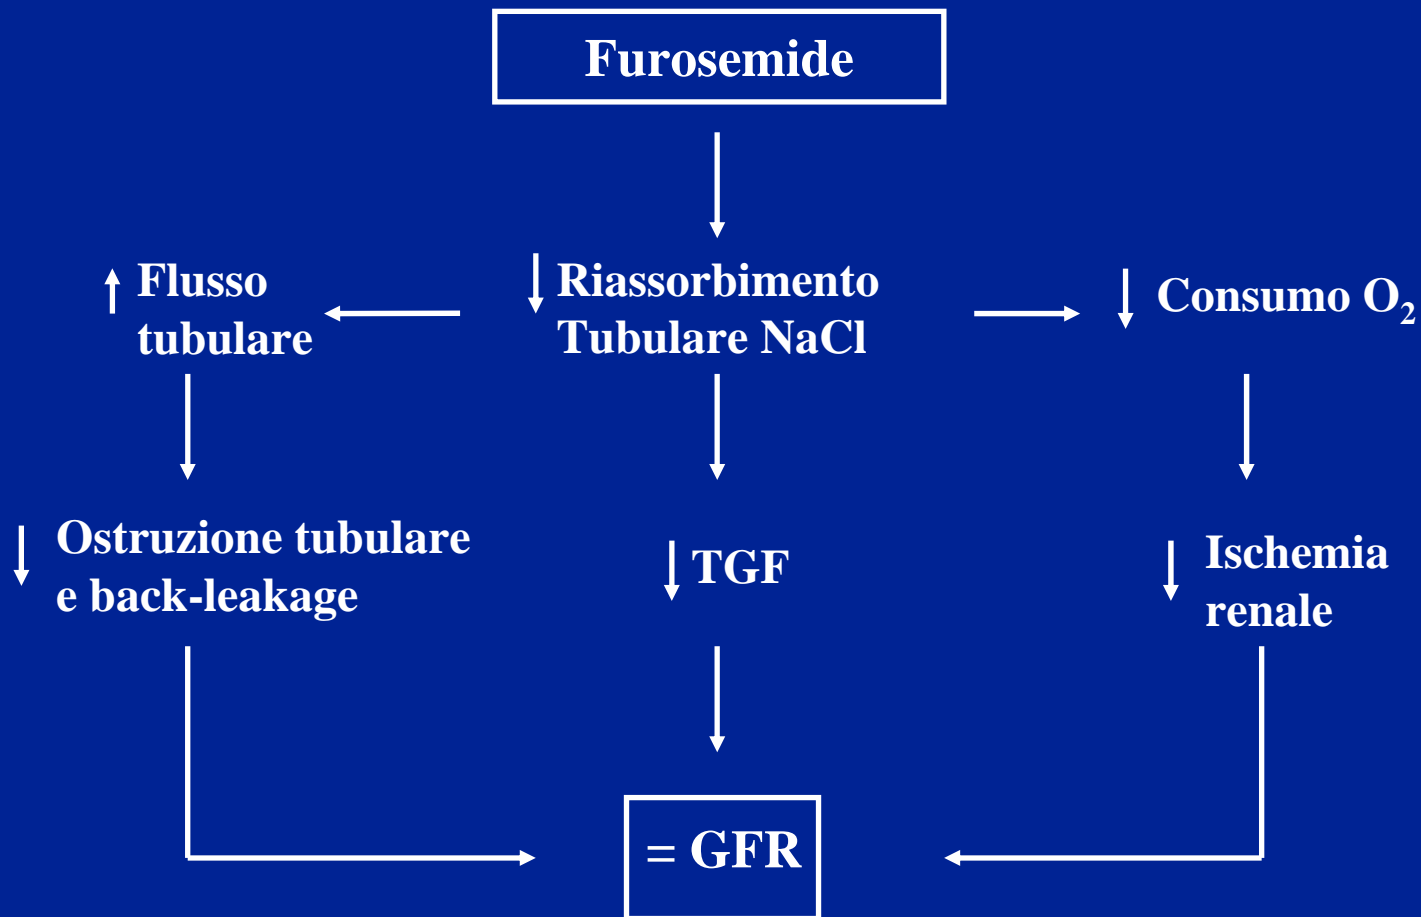 Furosemide
↑ Flusso
tubulare
↓ Riassorbimento
Tubulare NaCl
↓ Consumo O₂
↓ Ostruzione tubulare
e back-leakage
↓ TGF
↓ Ischemia
renale
= GFR